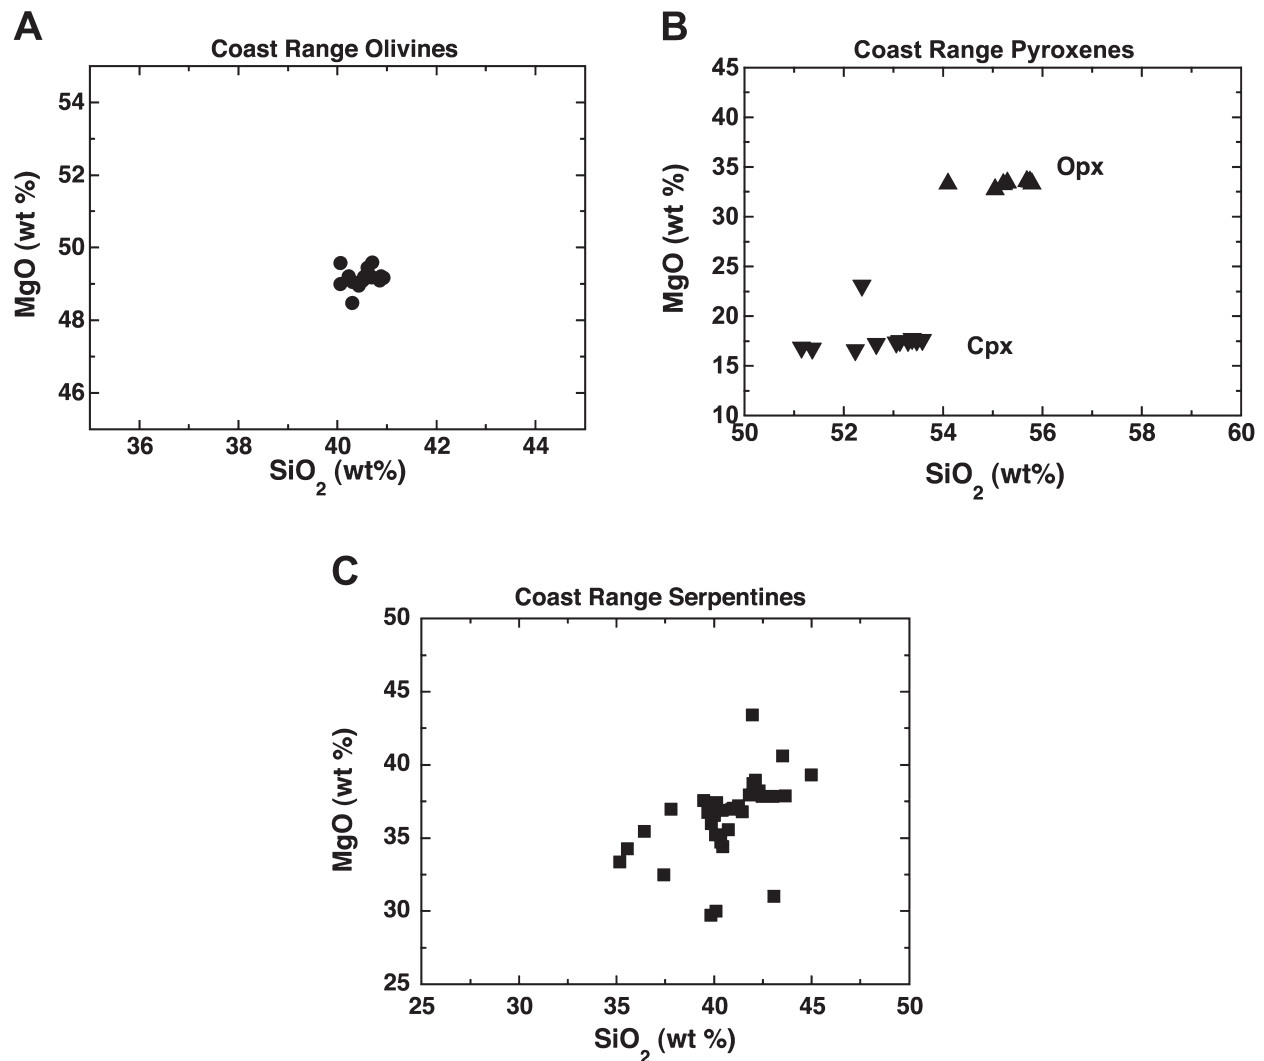 A
Coast Range Olivines
54
52
50
48
46
MgO (wt %)
36 38 40 42 44
SiO2 (wt%)
B
Coast Range Pyroxenes
45
40
35
30
25
20
15
10
MgO (wt %)
Opx
Cpx
50 52 54 56 58 60
SiO2 (wt%)
C
Coast Range Serpentines
50
45
40
35
30
25
MgO (wt %)
25 30 35 40 45 50
SiO2 (wt %)